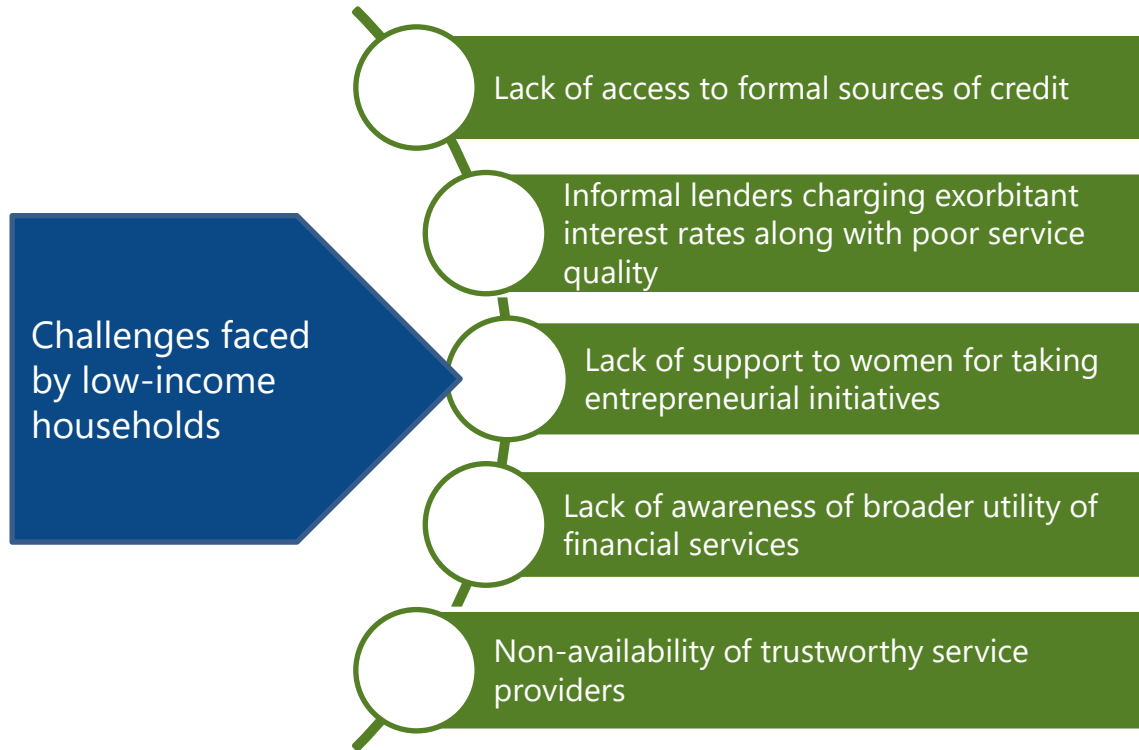 Challenges faced
by low-income
households
Lack of access to formal sources of credit
Informal lenders charging exorbitant
interest rates along with poor service
quality
Lack of support to women for taking
entrepreneurial initiatives
Lack of awareness of broader utility of
financial services
Non-availability of trustworthy service
providers